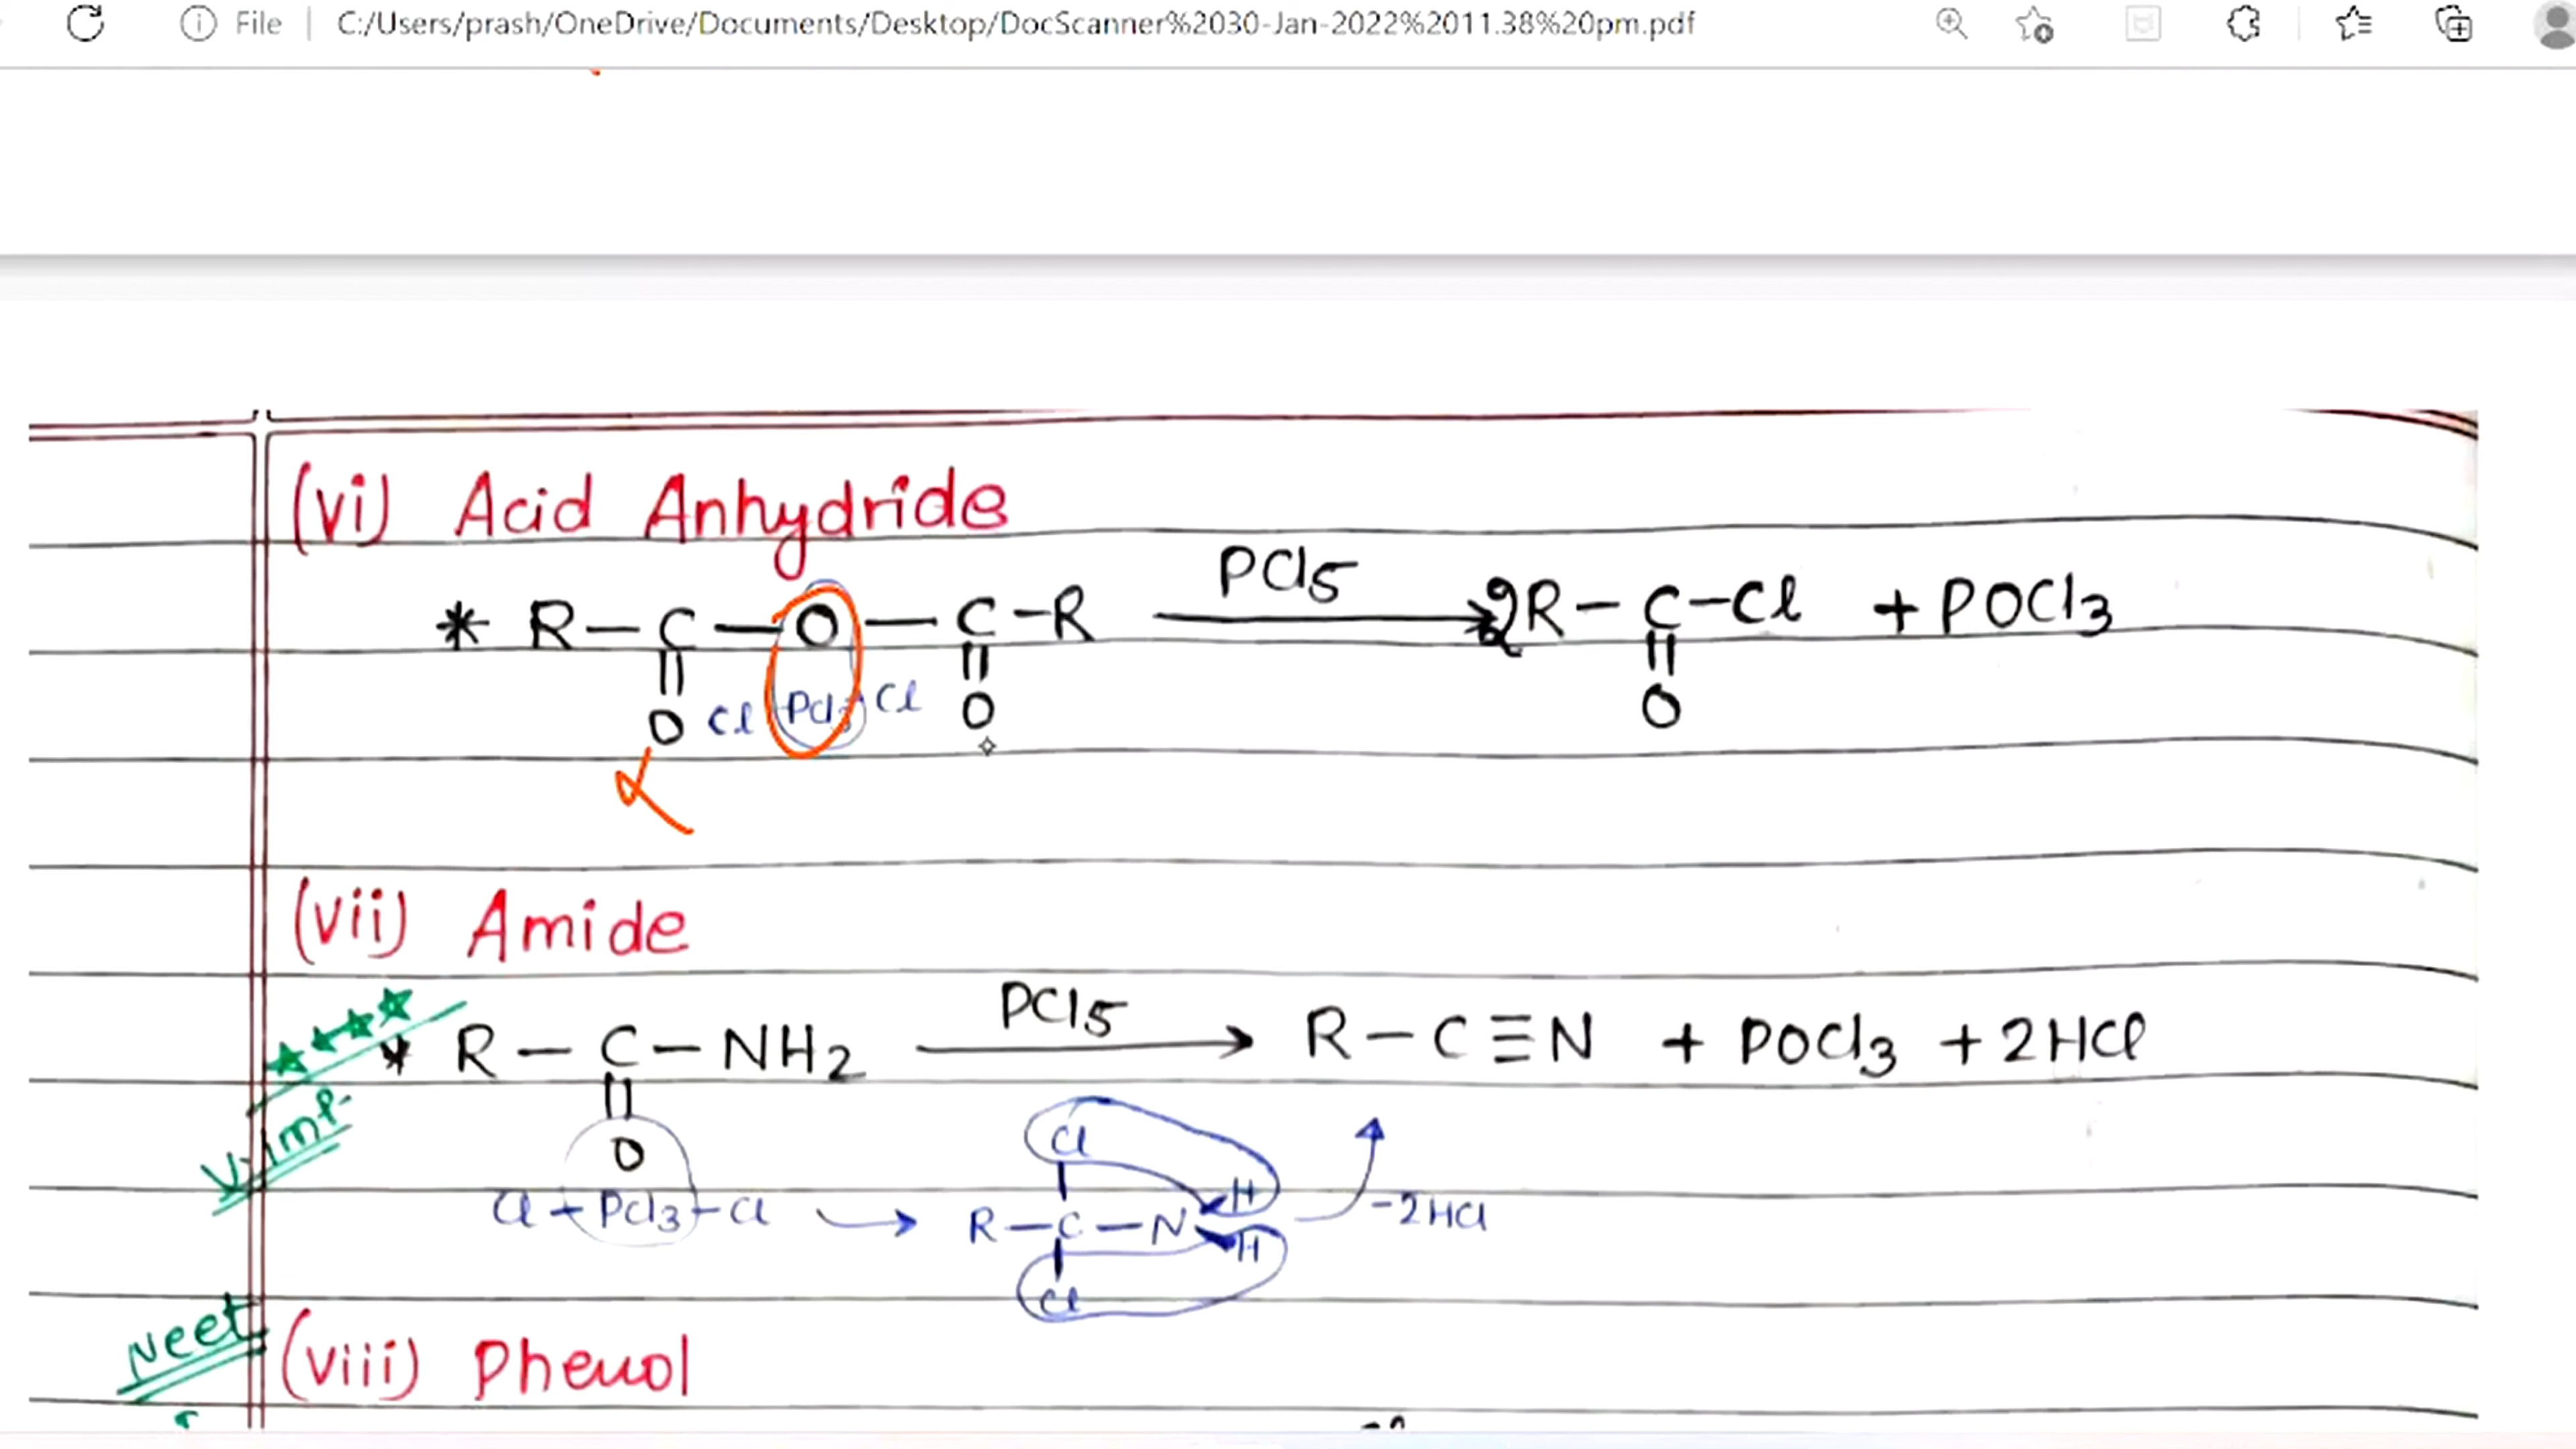 File C:/Users/prash/OneDrive/Documents/Desktop/DocScanner%2030-Jan-2022%2011.38%20pm.pdf
(vi) Acid Anhydride
* R-C-O-C-R PCl5 → 2R-C-Cl + POCl3
O Cl PCl3 Cl O O
(vii) Amide
* R-C-NH2 PCl5 → R-C≡N + POCl3 + 2HCl
V. Imp.
O Cl
Cl + PCl3 - Cl → R-C-N H H -2HCl
Cl
Neet
(viii) Phenol